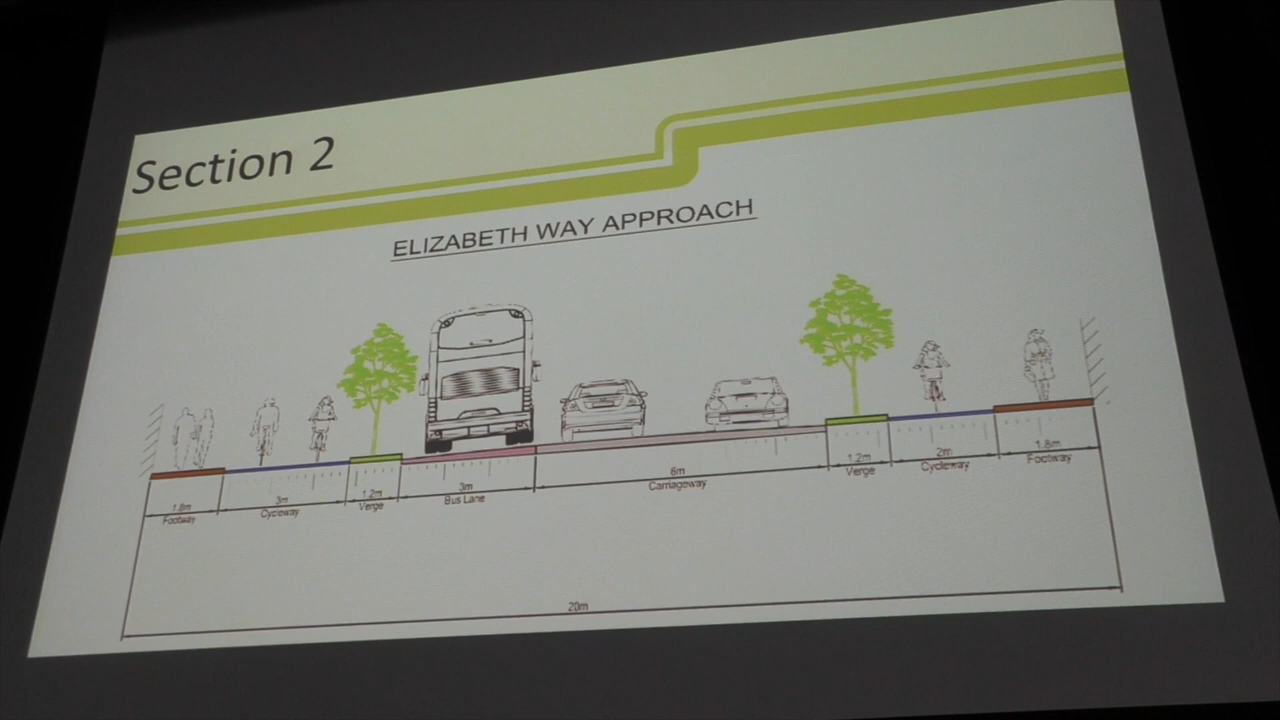 Section 2
ELIZABETH WAY APPROACH
1.8m
Footway
3m
Cycleway
1.2m
Verge
3m
Bus Lane
6m
Carriageway
1.2m
Verge
2m
Cycleway
1.8m
Footway
20m